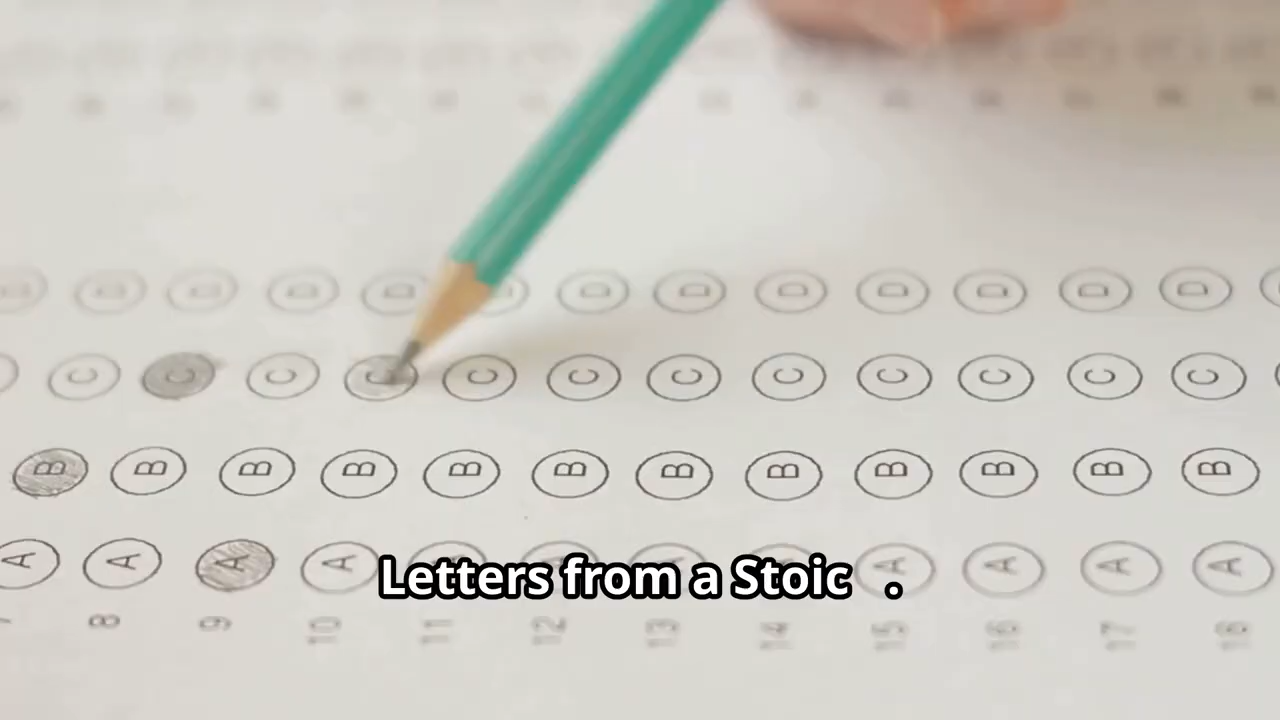 D D D D D D D D D D
C C C C C C C C C C C C
B B B B B B B B B B B B
A A A A A A A A A A A A
Letters from a Stoic .
8 9 10 11 12 13 14 15 16 17 18